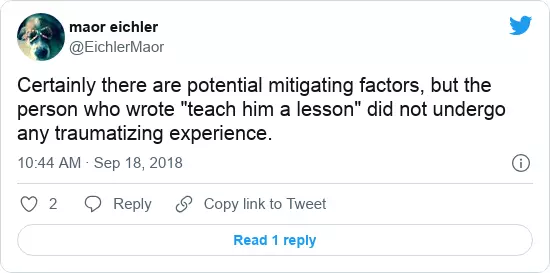 maor eichler
@EichlerMaor
Certainly there are potential mitigating factors, but the
person who wrote "teach him a lesson" did not undergo
any traumatizing experience.
10:44 AM · Sep 18, 2018
2 Reply Copy link to Tweet
Read 1 reply